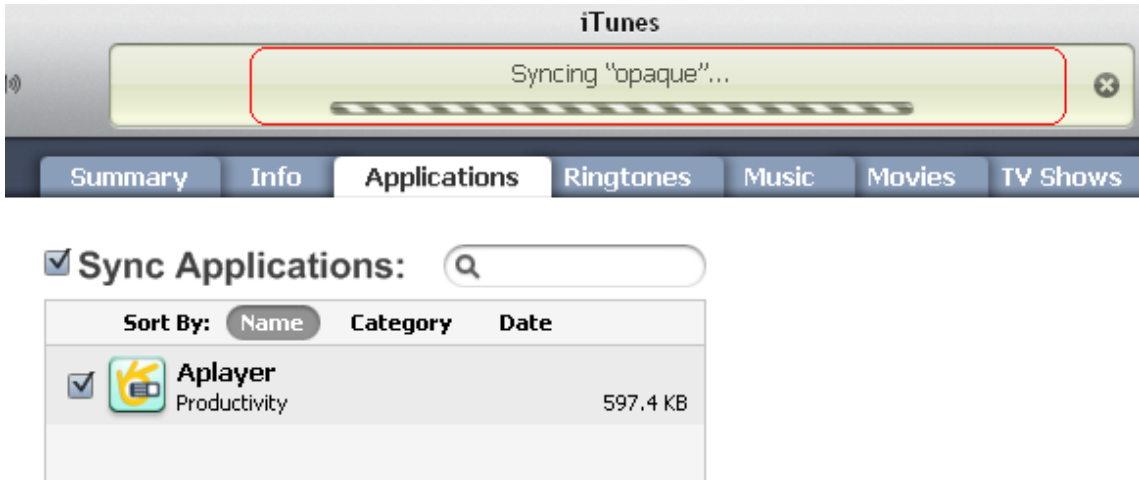 iTunes
Syncing "opaque"...
Summary Info Applications Ringtones Music Movies TV Shows
Sync Applications:
Sort By: Name Category Date
Aplayer
Productivity 597.4 KB